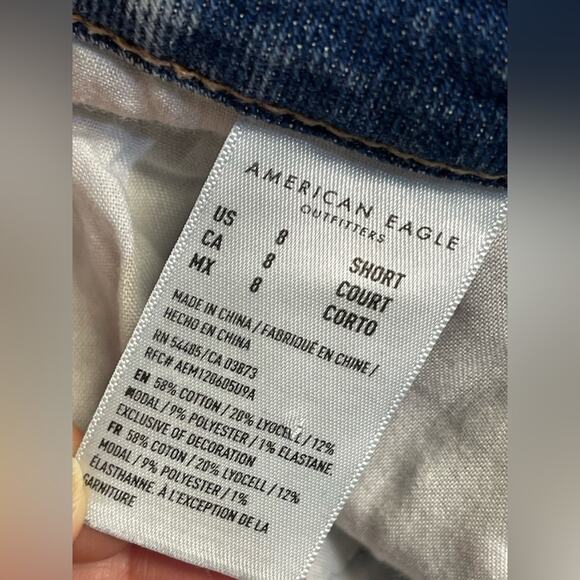 AMERICAN EAGLE
OUTFITTERS
US 8 SHORT
CA 8 COURT
MX 8 CORTO
MADE IN CHINA / FABRIQUÉ EN CHINE /
HECHO EN CHINA
RN 54485/CA 03873
RFC# AEM120605U9A
EN 58% COTTON / 20% LYOCELL / 12%
MODAL / 9% POLYESTER / 1% ELASTANE.
EXCLUSIVE OF DECORATION
FR 58% COTON / 20% LYOCELL / 12%
MODAL / 9% POLYESTER / 1%
ÉLASTHANNE. À L'EXCEPTION DE LA
GARNITURE